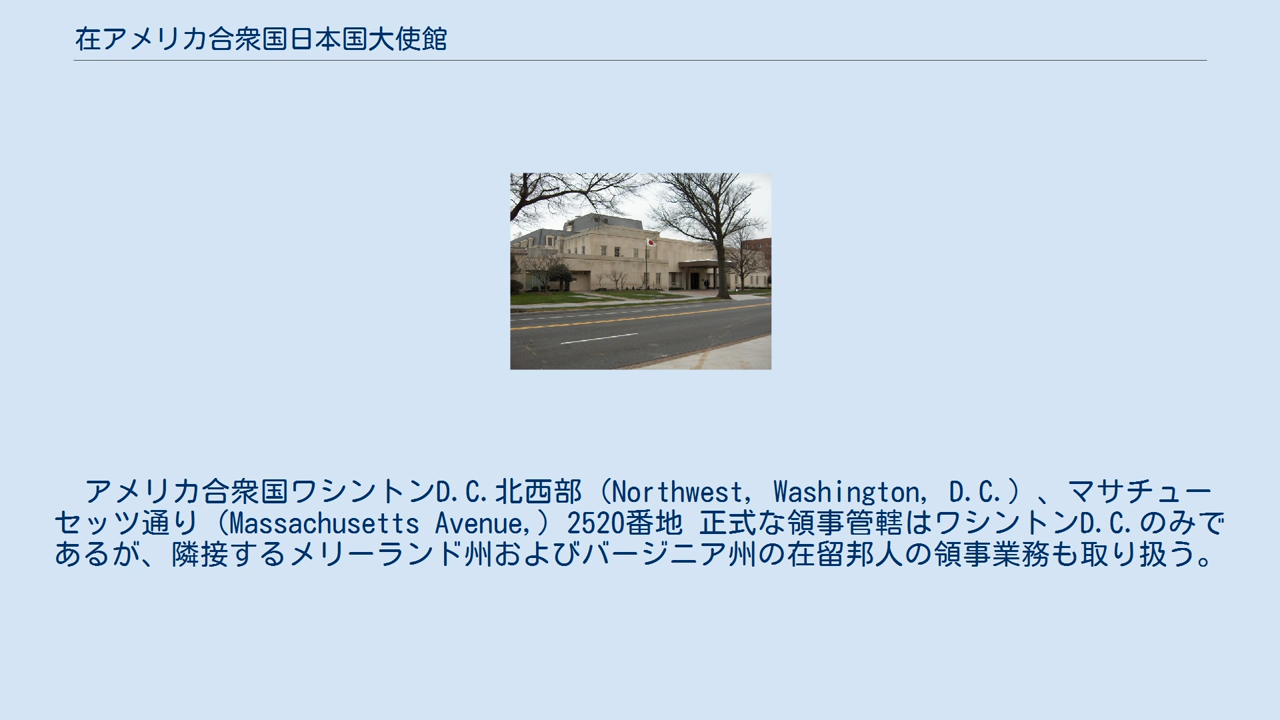 在アメリカ合衆国日本国大使館
アメリカ合衆国ワシントンD.C.北西部（Northwest, Washington, D.C.）、マサチュー
セッツ通り（Massachusetts Avenue,）2520番地 正式な領事管轄はワシントンD.C.のみで
あるが、隣接するメリーランド州およびバージニア州の在留邦人の領事業務も取り扱う。